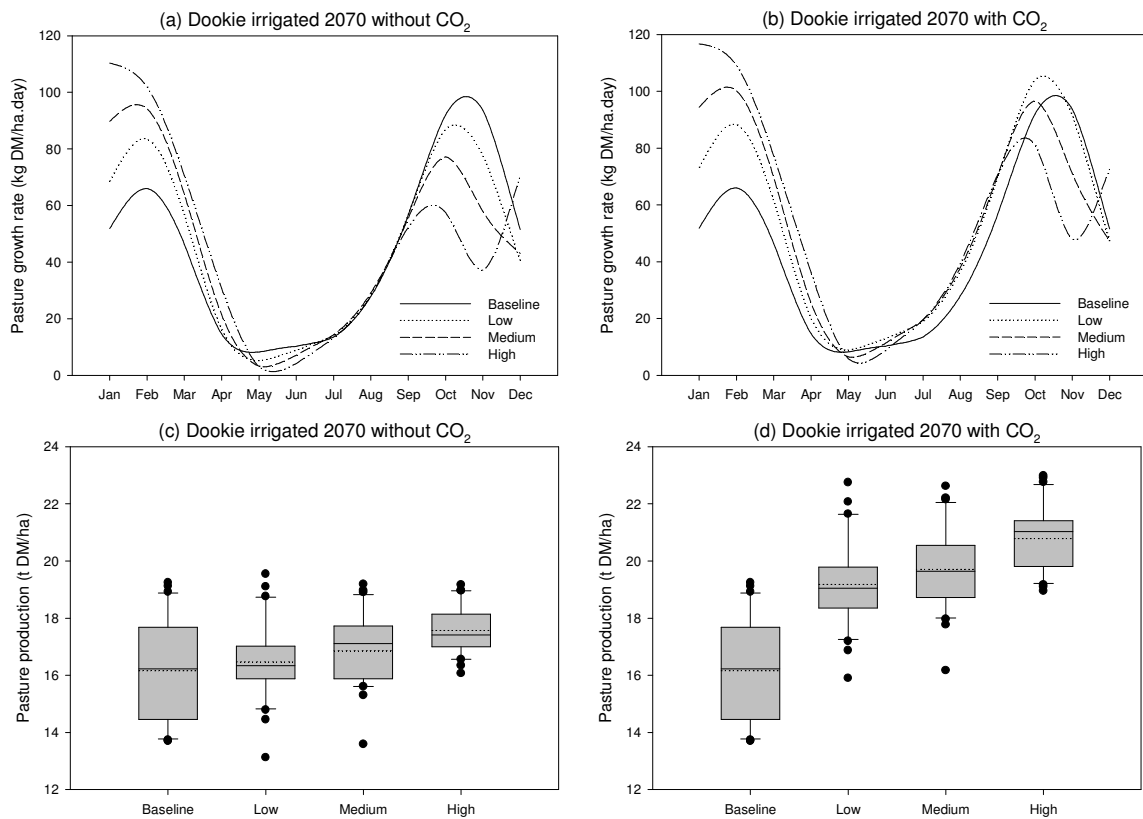 (a) Dookie irrigated 2070 without CO₂
Pasture growth rate (kg DM/ha.day)
120
100
80
60
40
20
0
Jan Feb Mar Apr May Jun Jul Aug Sep Oct Nov Dec
Baseline
Low
Medium
High
(b) Dookie irrigated 2070 with CO₂
Pasture growth rate (kg DM/ha.day)
120
100
80
60
40
20
0
Jan Feb Mar Apr May Jun Jul Aug Sep Oct Nov Dec
Baseline
Low
Medium
High
(c) Dookie irrigated 2070 without CO₂
Pasture production (t DM/ha)
24
22
20
18
16
14
12
Baseline Low Medium High
(d) Dookie irrigated 2070 with CO₂
Pasture production (t DM/ha)
24
22
20
18
16
14
12
Baseline Low Medium High